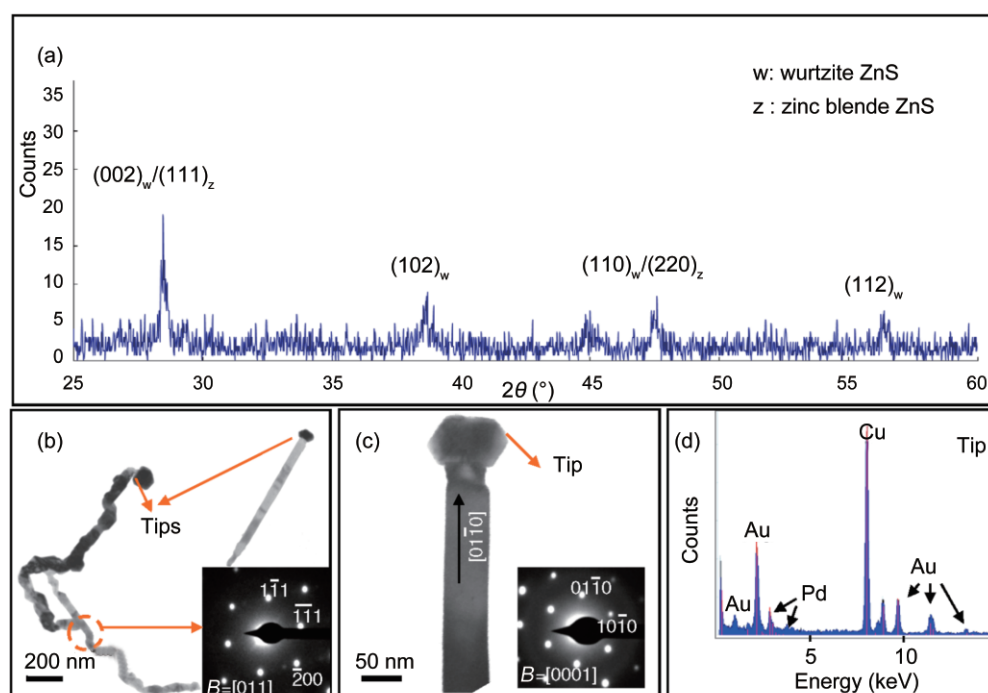 (a)
w: wurtzite ZnS
z : zinc blende ZnS
Counts
35
30
25
20
15
10
5
0
(002)w/(111)z
(102)w
(110)w/(220)z
(112)w
25 30 35 40 45 50 55 60
2θ (°)
(b)
Tips
11̅1
1̅1̅1
2̅00
B=[011]
200 nm
(c)
Tip
[011̅0]
011̅0
101̅0
B=[0001]
50 nm
(d)
Cu
Tip
Counts
Au
Au
Pd
Au
5 10
Energy (keV)